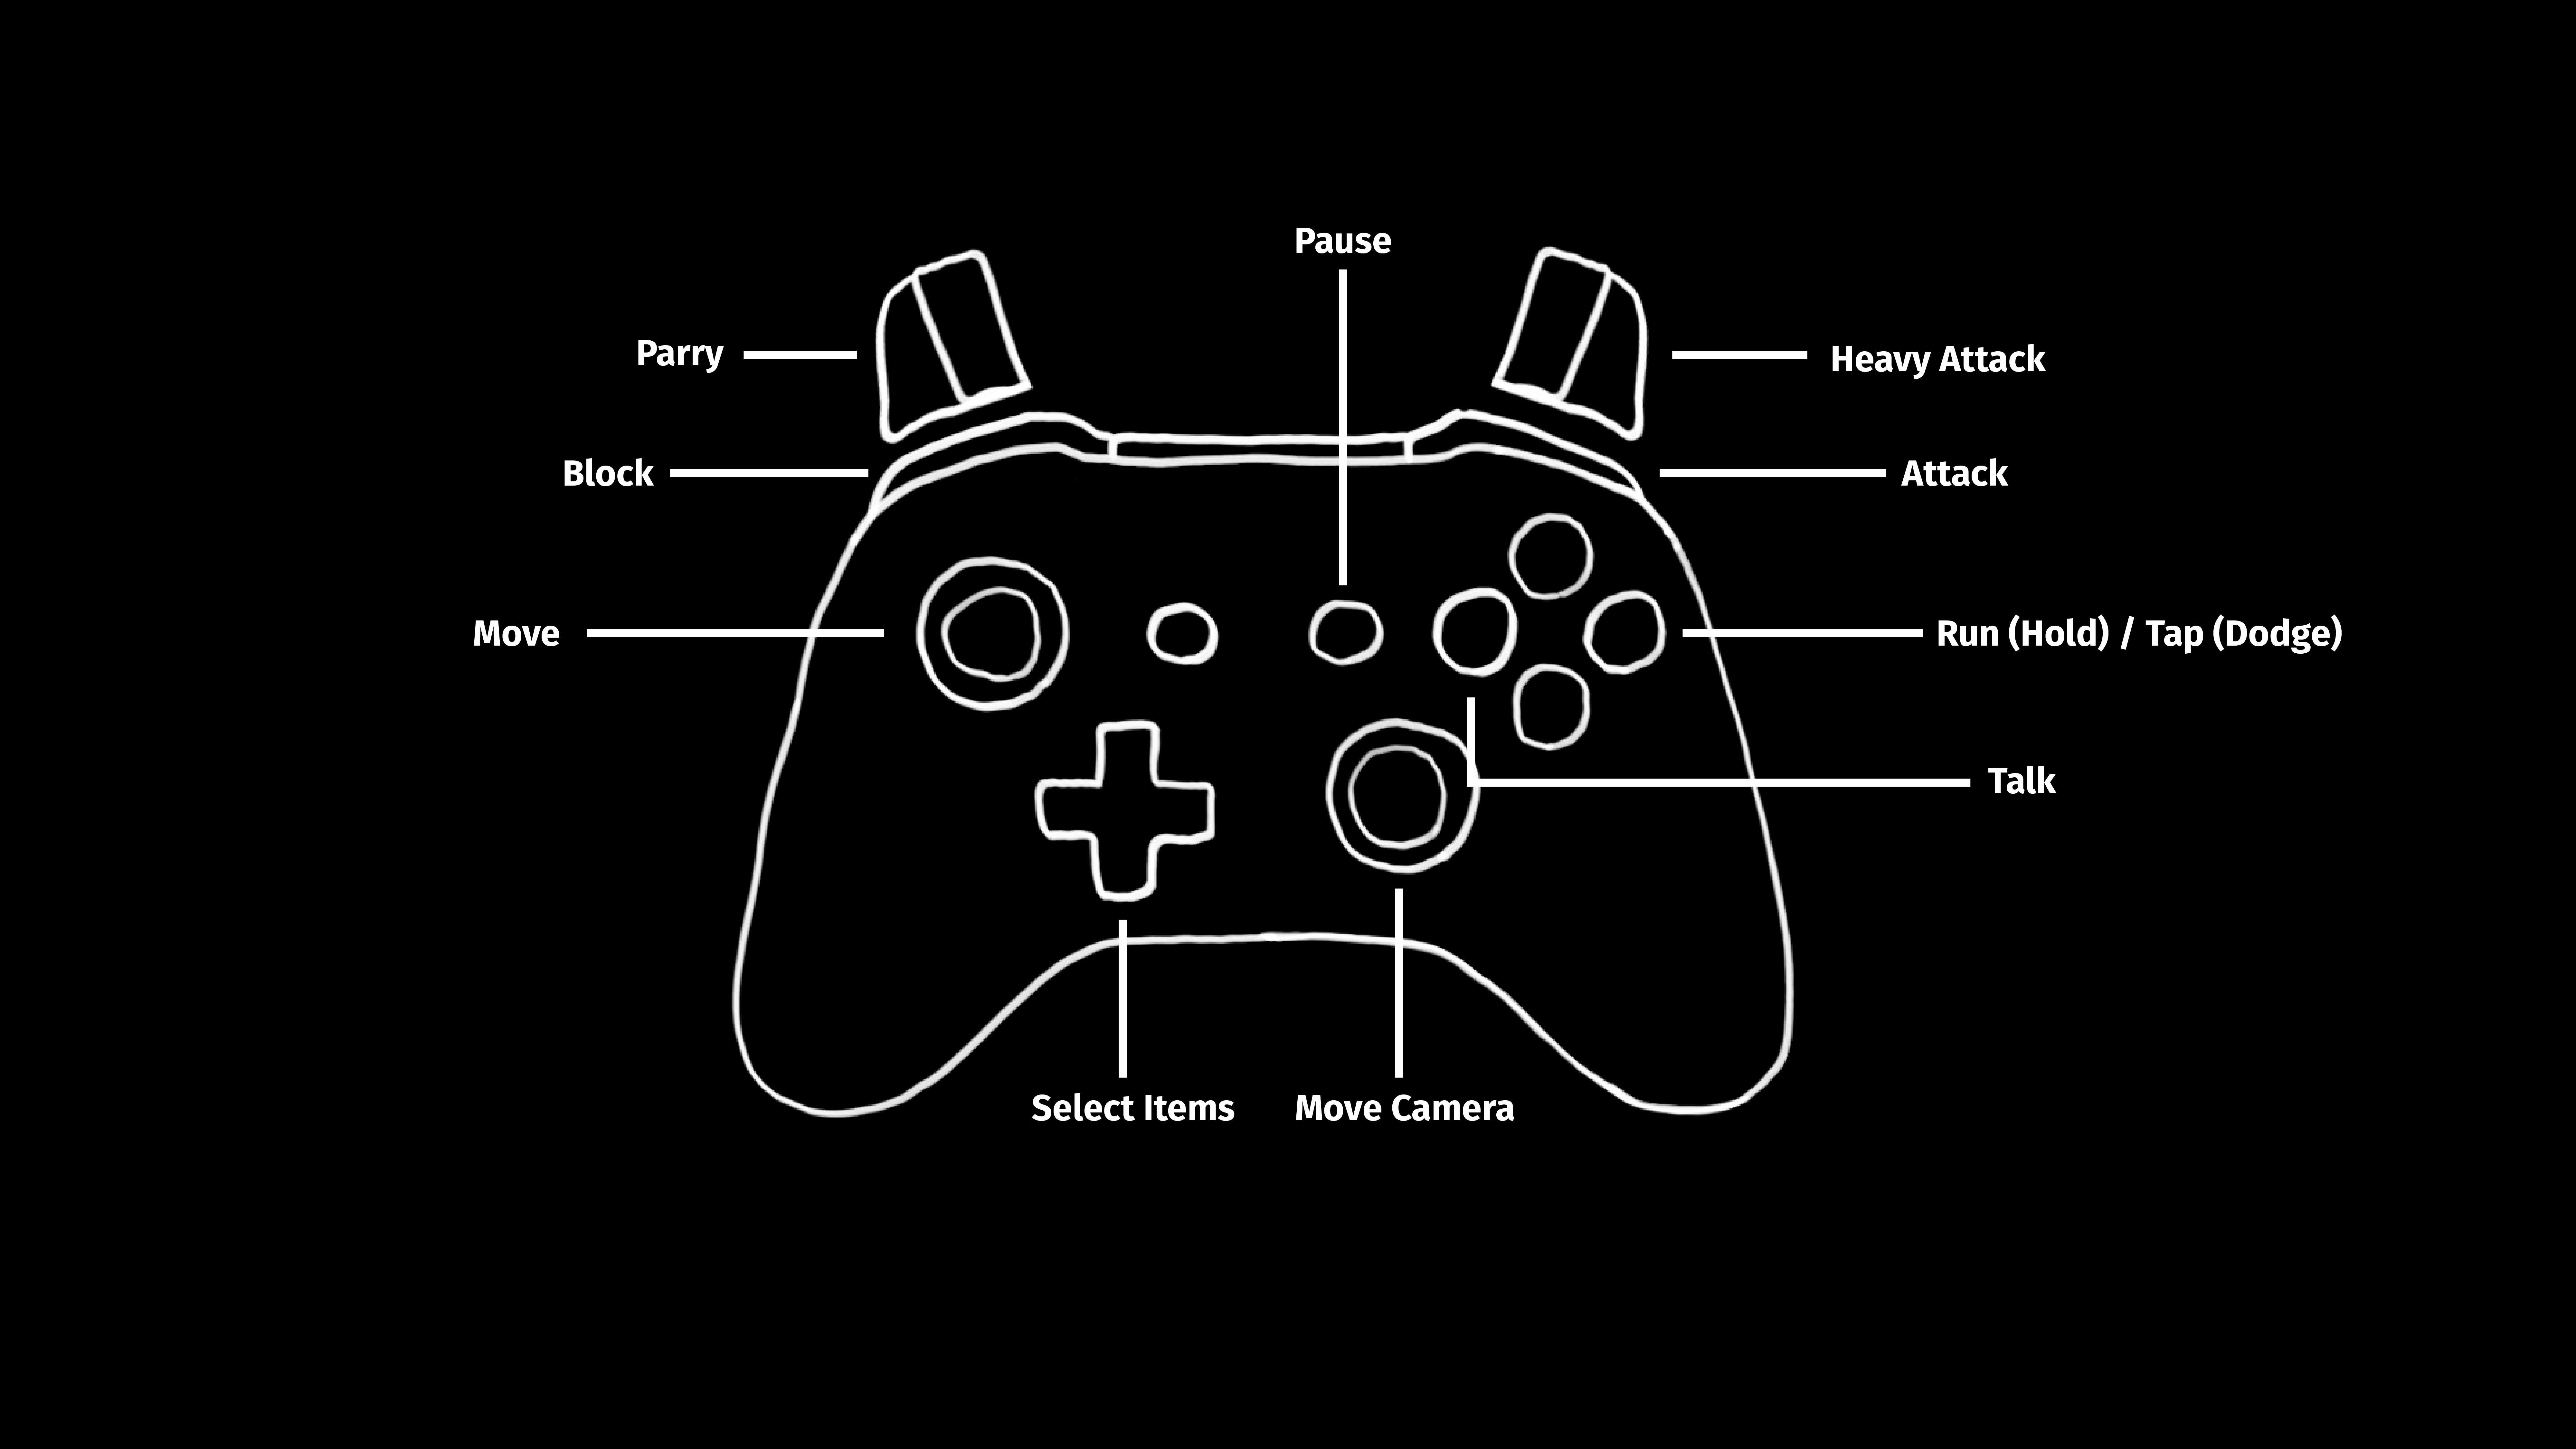 Pause
Parry
Heavy Attack
Block
Attack
Move
Run (Hold) / Tap (Dodge)
Talk
Select Items
Move Camera